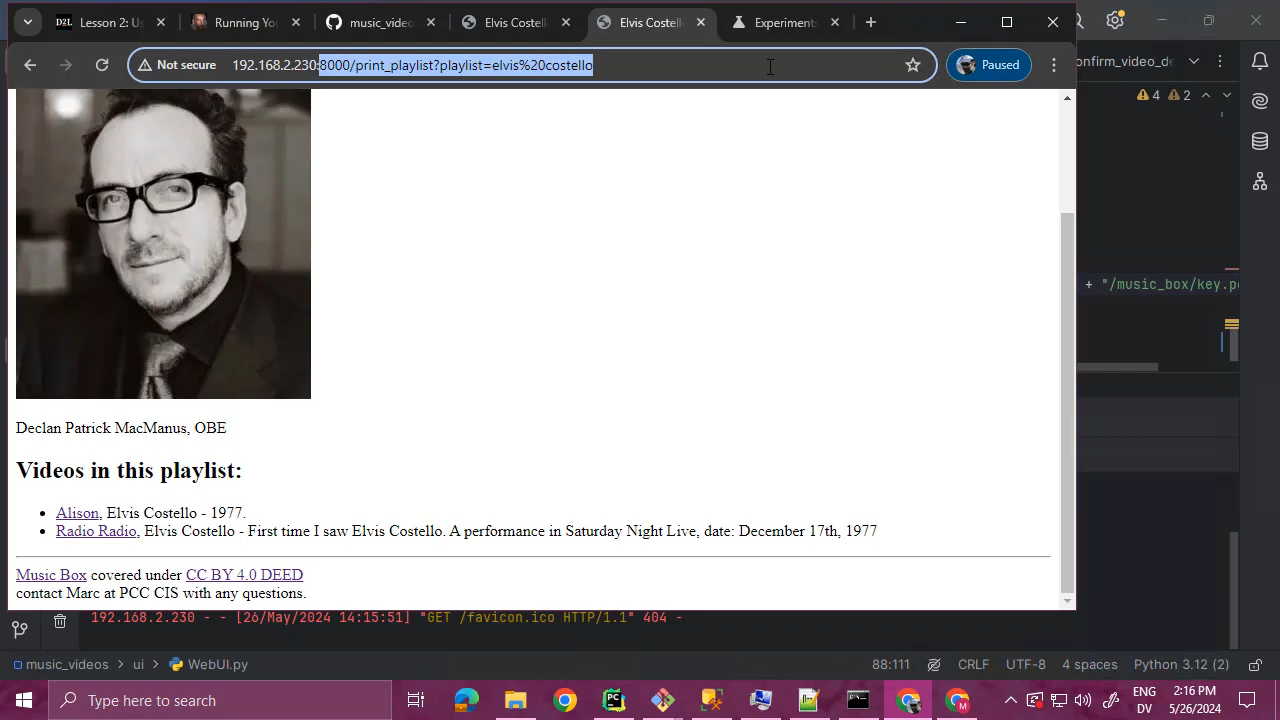 Lesson 2: Us
Running You
music_video
Elvis Costell
Elvis Costell
Experiments
Not secure
192.168.2.230:8000/print_playlist?playlist=elvis%20costello
Paused
onfirm_video_de
4 2
+ "/music_box/key.pe
Declan Patrick MacManus, OBE
Videos in this playlist:
Alison, Elvis Costello - 1977.
Radio Radio, Elvis Costello - First time I saw Elvis Costello. A performance in Saturday Night Live, date: December 17th, 1977
Music Box covered under CC BY 4.0 DEED
contact Marc at PCC CIS with any questions.
192.168.2.230 - - [26/May/2024 14:15:51] "GET /favicon.ico HTTP/1.1" 404 -
music_videos › ui › WebUI.py
88:111 CRLF UTF-8 4 spaces Python 3.12 (2)
Type here to search
ENG
DV
2:16 PM
5/26/2024